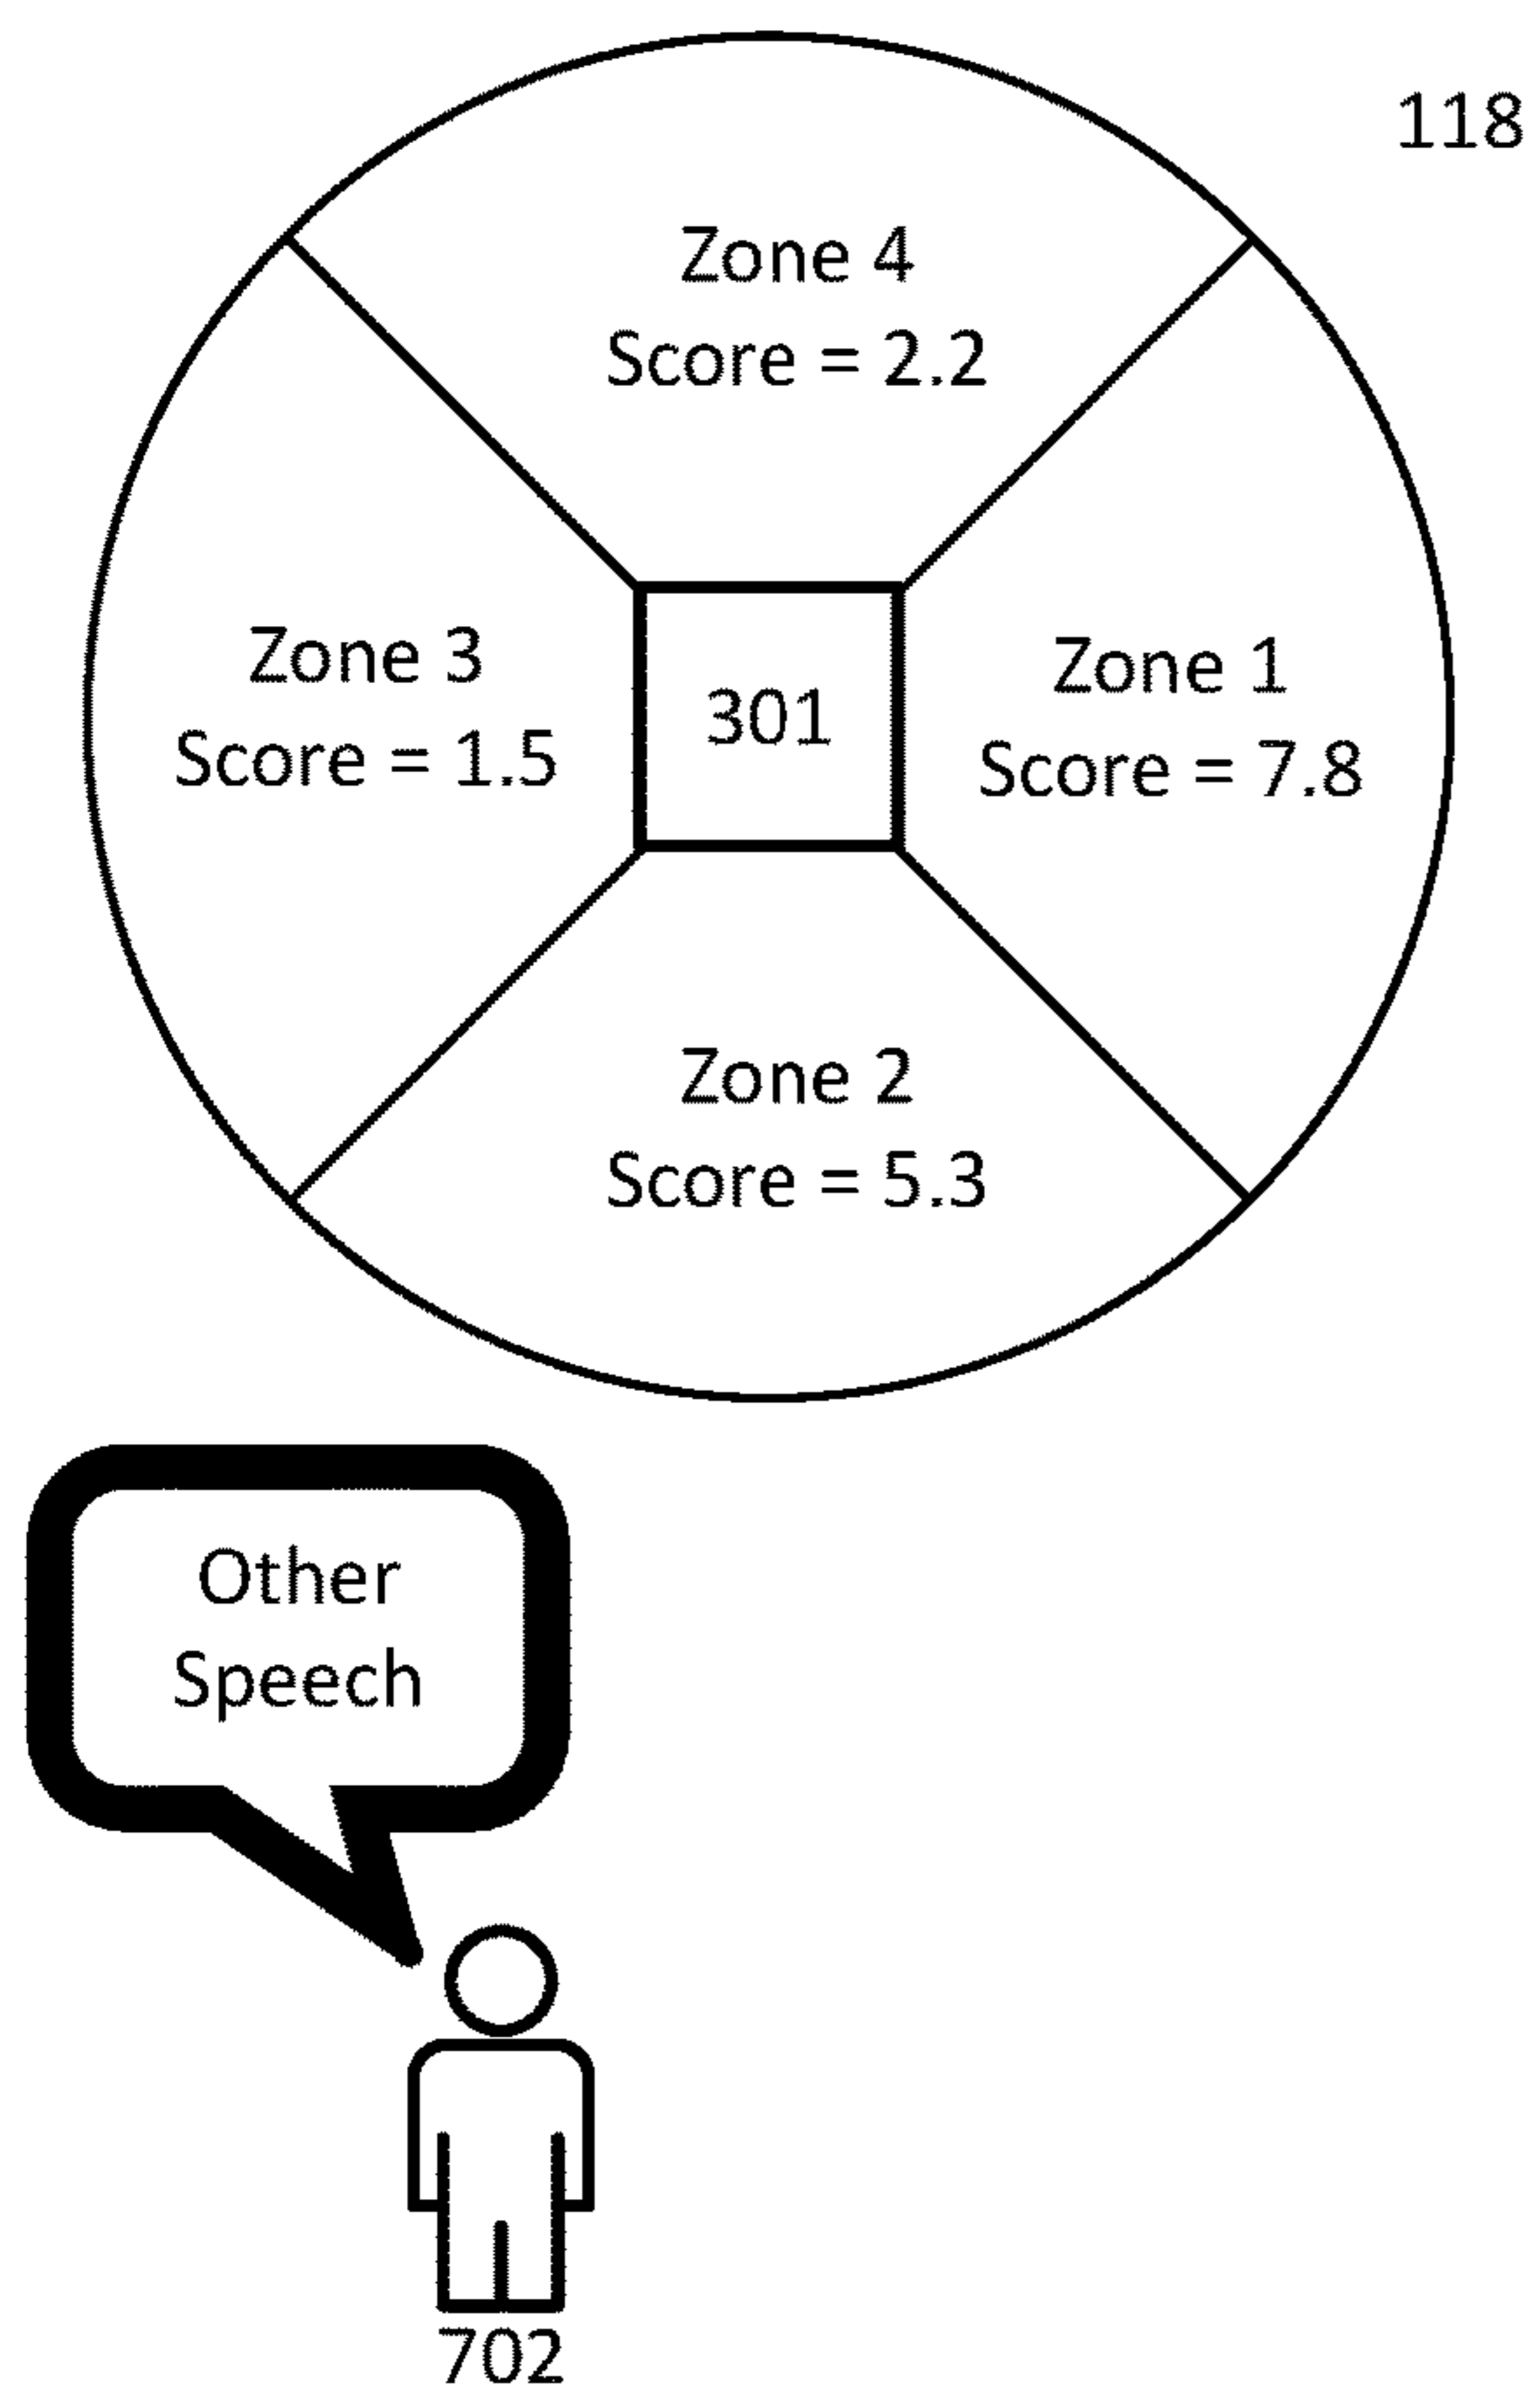 118
Zone 4
Score = 2.2
Zone 3
Score = 1.5
301
Zone 1
Score = 7.8
Zone 2
Score = 5.3
Other
Speech
702